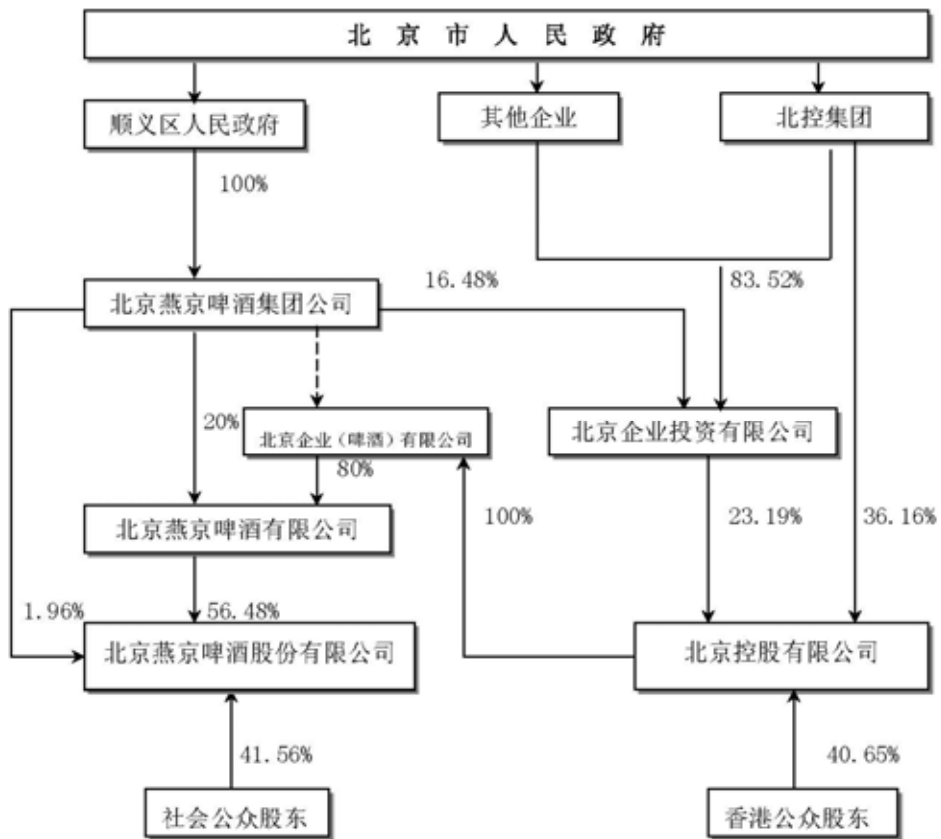 北京市人民政府
顺义区人民政府
其他企业
北控集团
100%
16.48%
83.52%
北京燕京啤酒集团公司
20%
北京企业（啤酒）有限公司
北京企业投资有限公司
80%
北京燕京啤酒有限公司
100%
23.19%
36.16%
1.96%
56.48%
北京燕京啤酒股份有限公司
北京控股有限公司
41.56%
40.65%
社会公众股东
香港公众股东